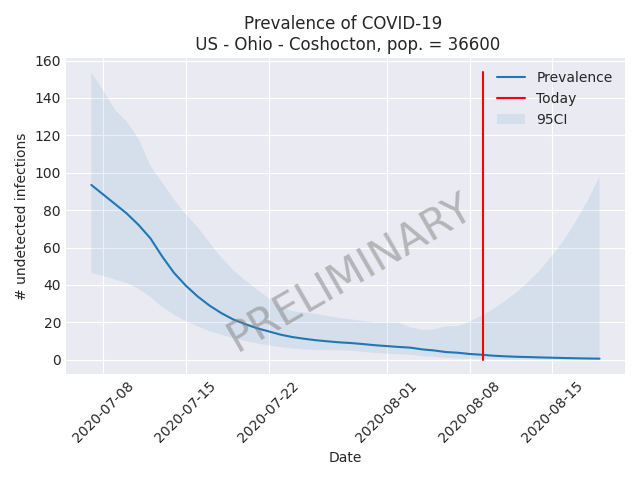 Prevalence of COVID-19
US - Ohio - Coshocton, pop. = 36600
160
140
120
100
80
60
40
20
0
# undetected infections
Prevalence
Today
95CI
PRELIMINARY
2020-07-08
2020-07-15
2020-07-22
2020-08-01
2020-08-08
2020-08-15
Date